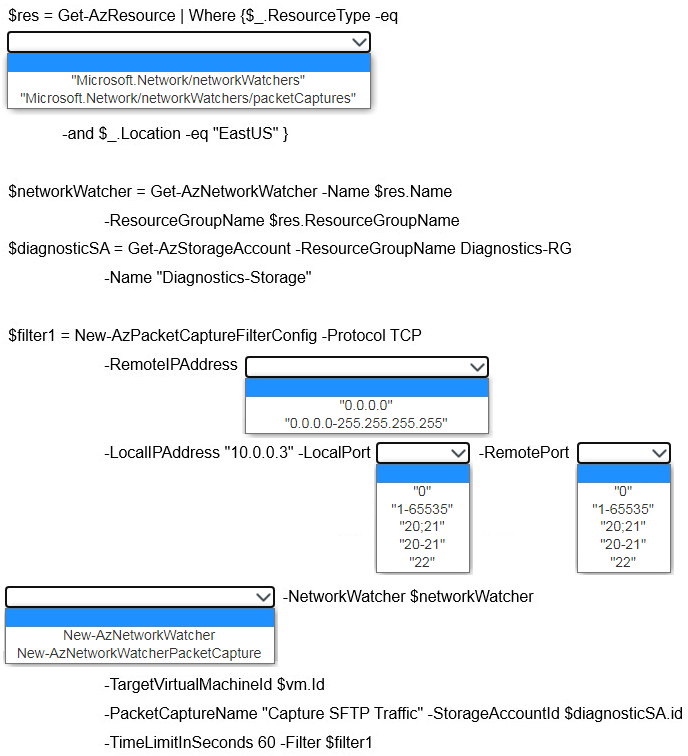 $res = Get-AzResource | Where {$_.ResourceType -eq
"Microsoft.Network/networkWatchers"
"Microsoft.Network/networkWatchers/packetCaptures"
-and $_.Location -eq "EastUS" }
$networkWatcher = Get-AzNetworkWatcher -Name $res.Name
-ResourceGroupName $res.ResourceGroupName
$diagnosticSA = Get-AzStorageAccount -ResourceGroupName Diagnostics-RG
-Name "Diagnostics-Storage"
$filter1 = New-AzPacketCaptureFilterConfig -Protocol TCP
-RemoteIPAddress
"0.0.0.0"
"0.0.0.0-255.255.255.255"
-LocalIPAddress "10.0.0.3" -LocalPort -RemotePort
"0" "0"
"1-65535" "1-65535"
"20;21" "20;21"
"20-21" "20-21"
"22" "22"
-NetworkWatcher $networkWatcher
New-AzNetworkWatcher
New-AzNetworkWatcherPacketCapture
-TargetVirtualMachineId $vm.Id
-PacketCaptureName "Capture SFTP Traffic" -StorageAccountId $diagnosticSA.id
-TimeLimitInSeconds 60 -Filter $filter1